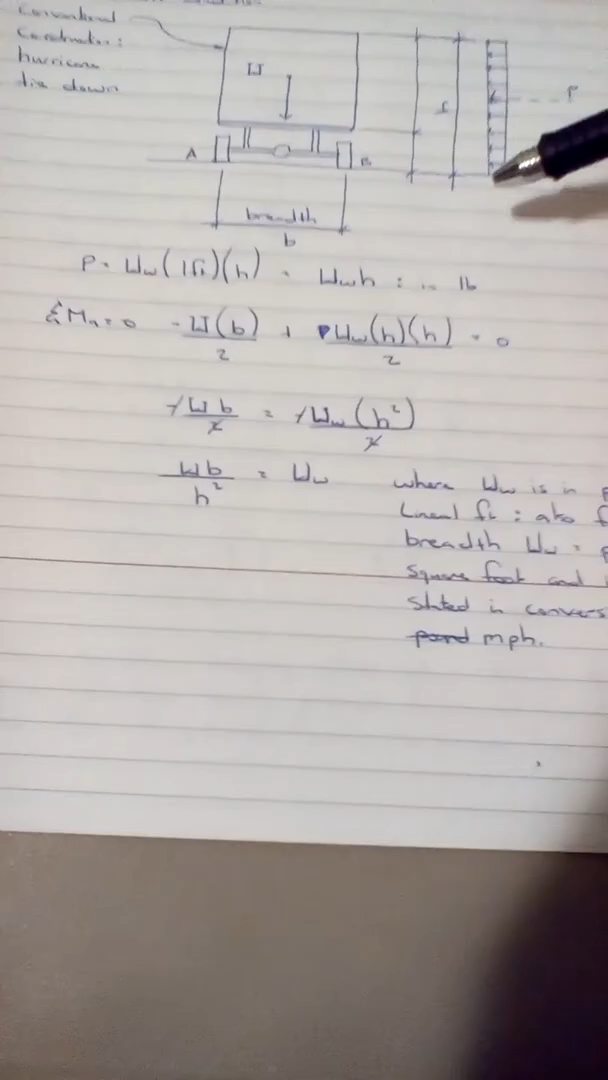 Conventional
Construction:
hurricane
tie down
W
A
B
P
breadth
b
P = Ww(1ft)(h) = Wwh : .. lb
ΣMA=0 -W(b)/2 + Ww(h)(h)/2 = 0
-Wb/2 = -Ww(h²)/2
Wb/h² = Ww
where Ww is in
Lineal ft : also
breadth Ww =
Square foot and
stated in
mph.